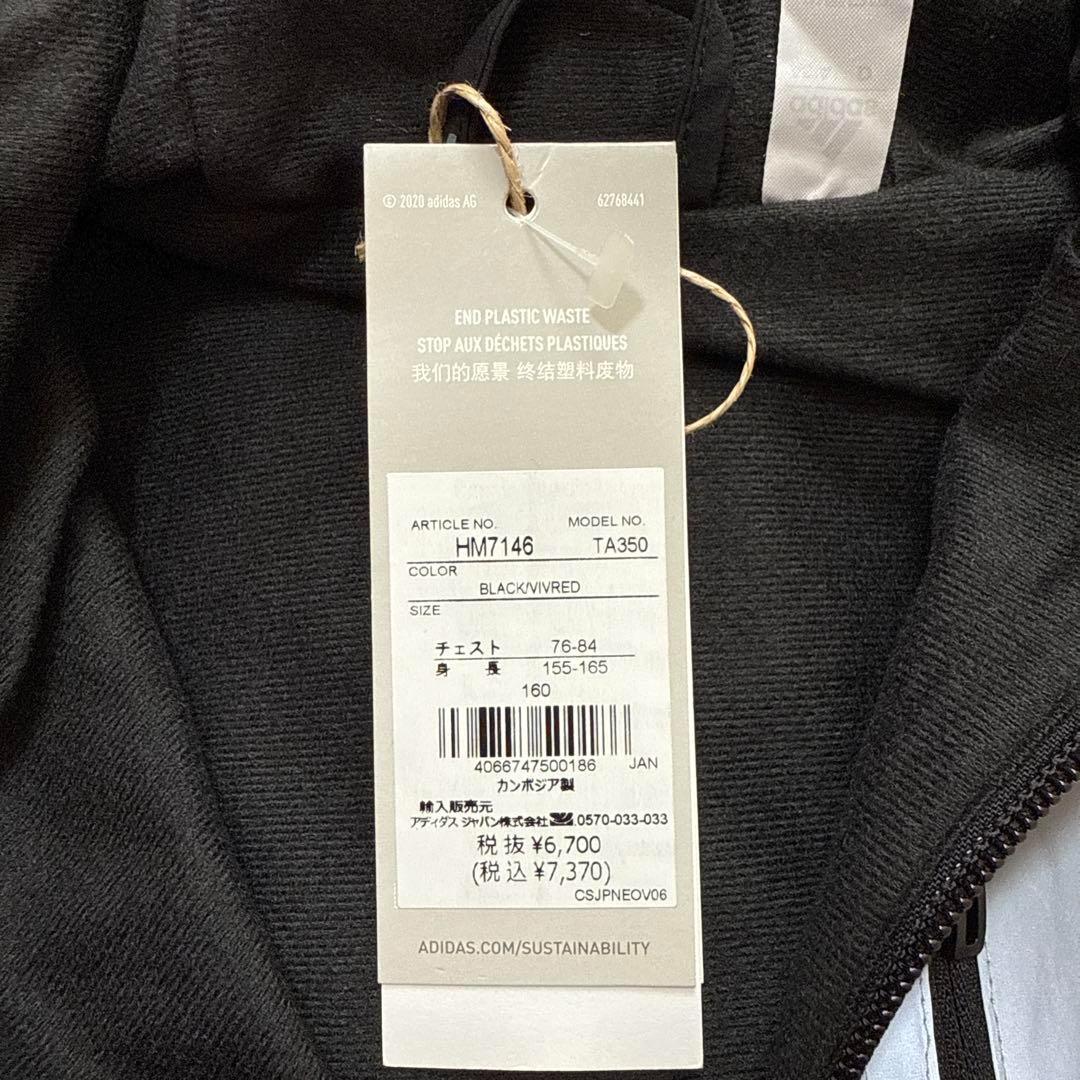 adidas
© 2020 adidas AG 62768441
END PLASTIC WASTE
STOP AUX DÉCHETS PLASTIQUES
我们的愿景 终结塑料废物
ARTICLE NO. MODEL NO.
HM7146 TA350
COLOR
BLACK/VIVRED
SIZE
チェスト 76-84
身長 155-165
160
4066747500186 JAN
カンボジア製
輸入販売元
アディダス ジャパン株式会社 0570-033-033
税抜 ¥6,700
(税込 ¥7,370)
CSJPNEOV06
ADIDAS.COM/SUSTAINABILITY